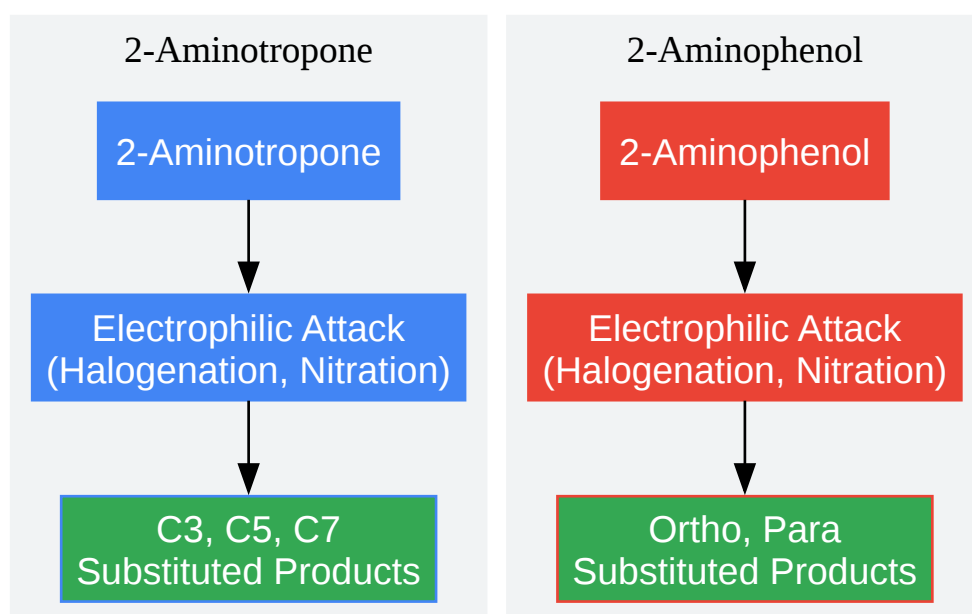 2-Aminotropone
2-Aminotropone
Electrophilic Attack
(Halogenation, Nitration)
C3, C5, C7
Substituted Products
2-Aminophenol
2-Aminophenol
Electrophilic Attack
(Halogenation, Nitration)
Ortho, Para
Substituted Products